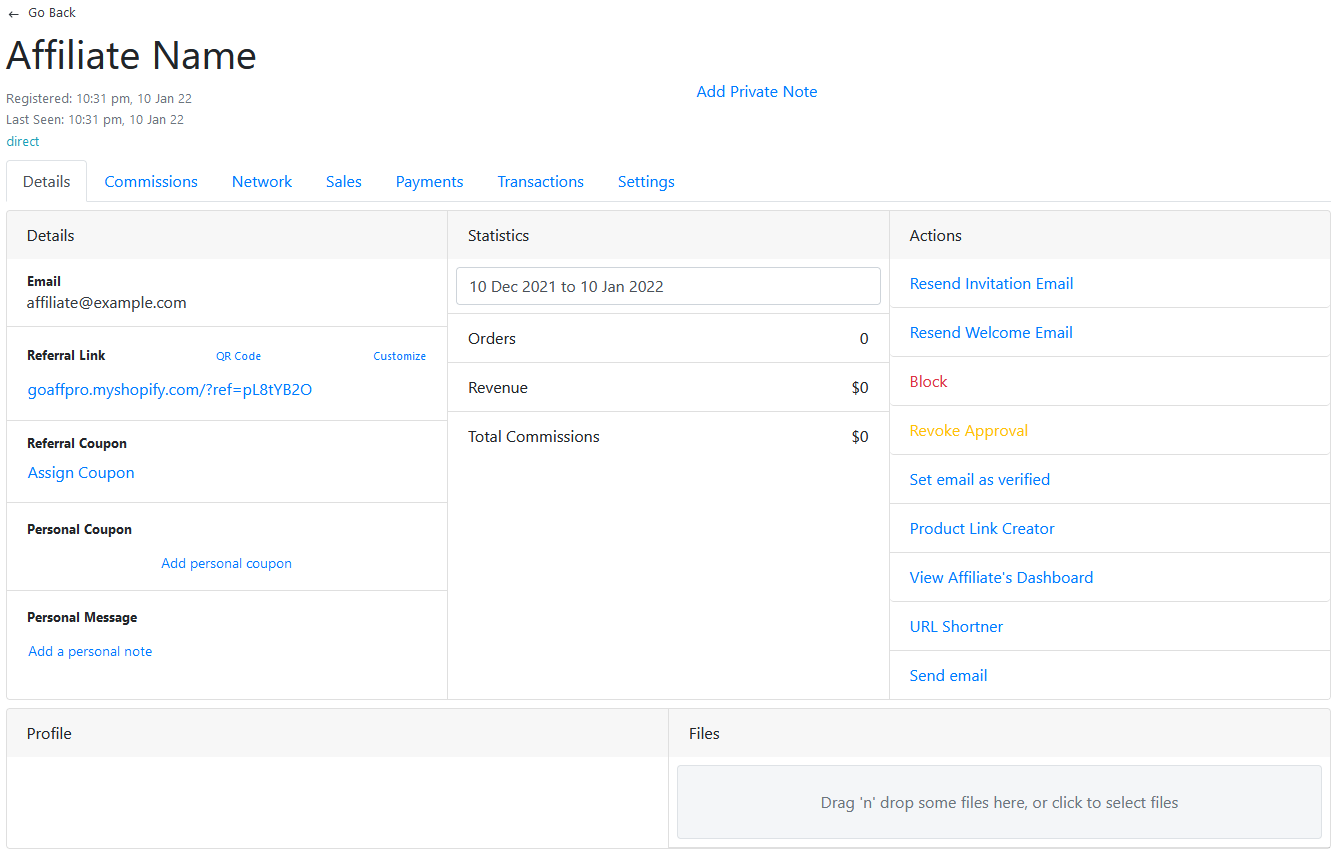 ← Go Back
Affiliate Name
Registered: 10:31 pm, 10 Jan 22
Last Seen: 10:31 pm, 10 Jan 22
direct
Add Private Note
Details Commissions Network Sales Payments Transactions Settings
Details
Email
affiliate@example.com
Referral Link QR Code Customize
goaffpro.myshopify.com/?ref=pL8tYB2O
Referral Coupon
Assign Coupon
Personal Coupon
Add personal coupon
Personal Message
Add a personal note
Statistics
10 Dec 2021 to 10 Jan 2022
Orders 0
Revenue $0
Total Commissions $0
Actions
Resend Invitation Email
Resend Welcome Email
Block
Revoke Approval
Set email as verified
Product Link Creator
View Affiliate's Dashboard
URL Shortner
Send email
Profile
Files
Drag 'n' drop some files here, or click to select files